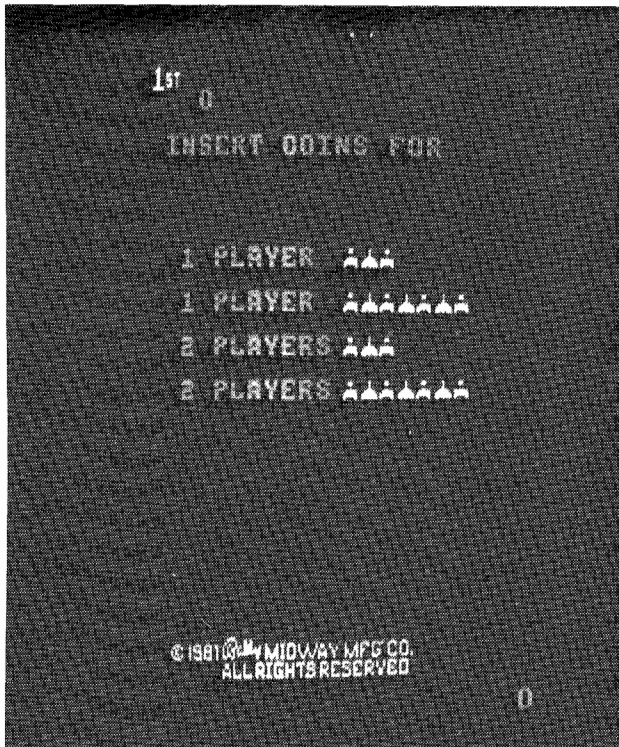 1ST
0
INSERT COINS FOR
1 PLAYER
1 PLAYER
2 PLAYERS
2 PLAYERS
© 1981 MIDWAY MFG CO.
ALL RIGHTS RESERVED
0